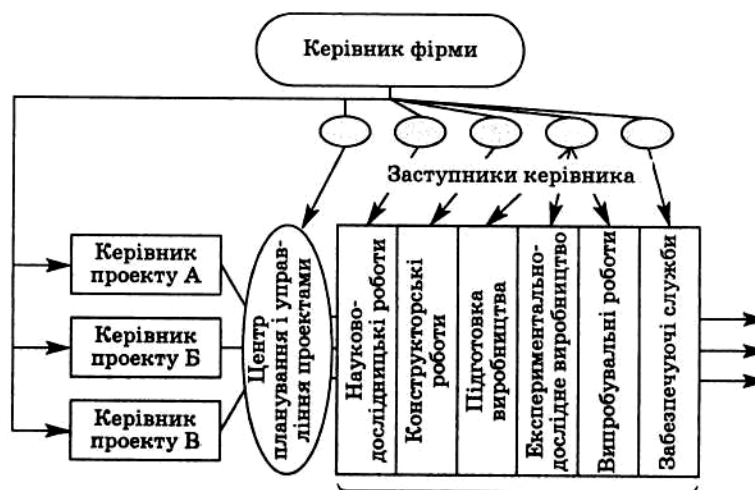 Керівник фірми
Заступники керівника
Керівник
проекту А
Керівник
проекту Б
Керівник
проекту В
Центр
планування і управ-
ління проектами
Науково-
дослідницькі роботи
Конструкторські
роботи
Підготовка
виробництва
Експериментально-
дослідне виробництво
Випробувальні роботи
Забезпечуючі служби